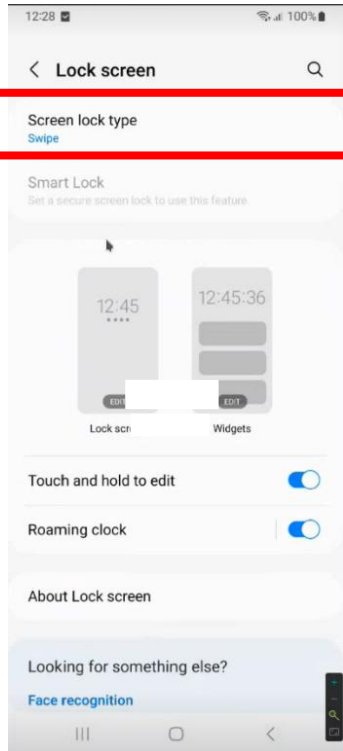 12:28 100%
Lock screen
Screen lock type
Swipe
Smart Lock
Set a secure screen lock to use this feature.
12:45
12:45:36
EDIT
EDIT
Lock scr
Widgets
Touch and hold to edit
Roaming clock
About Lock screen
Looking for something else?
Face recognition